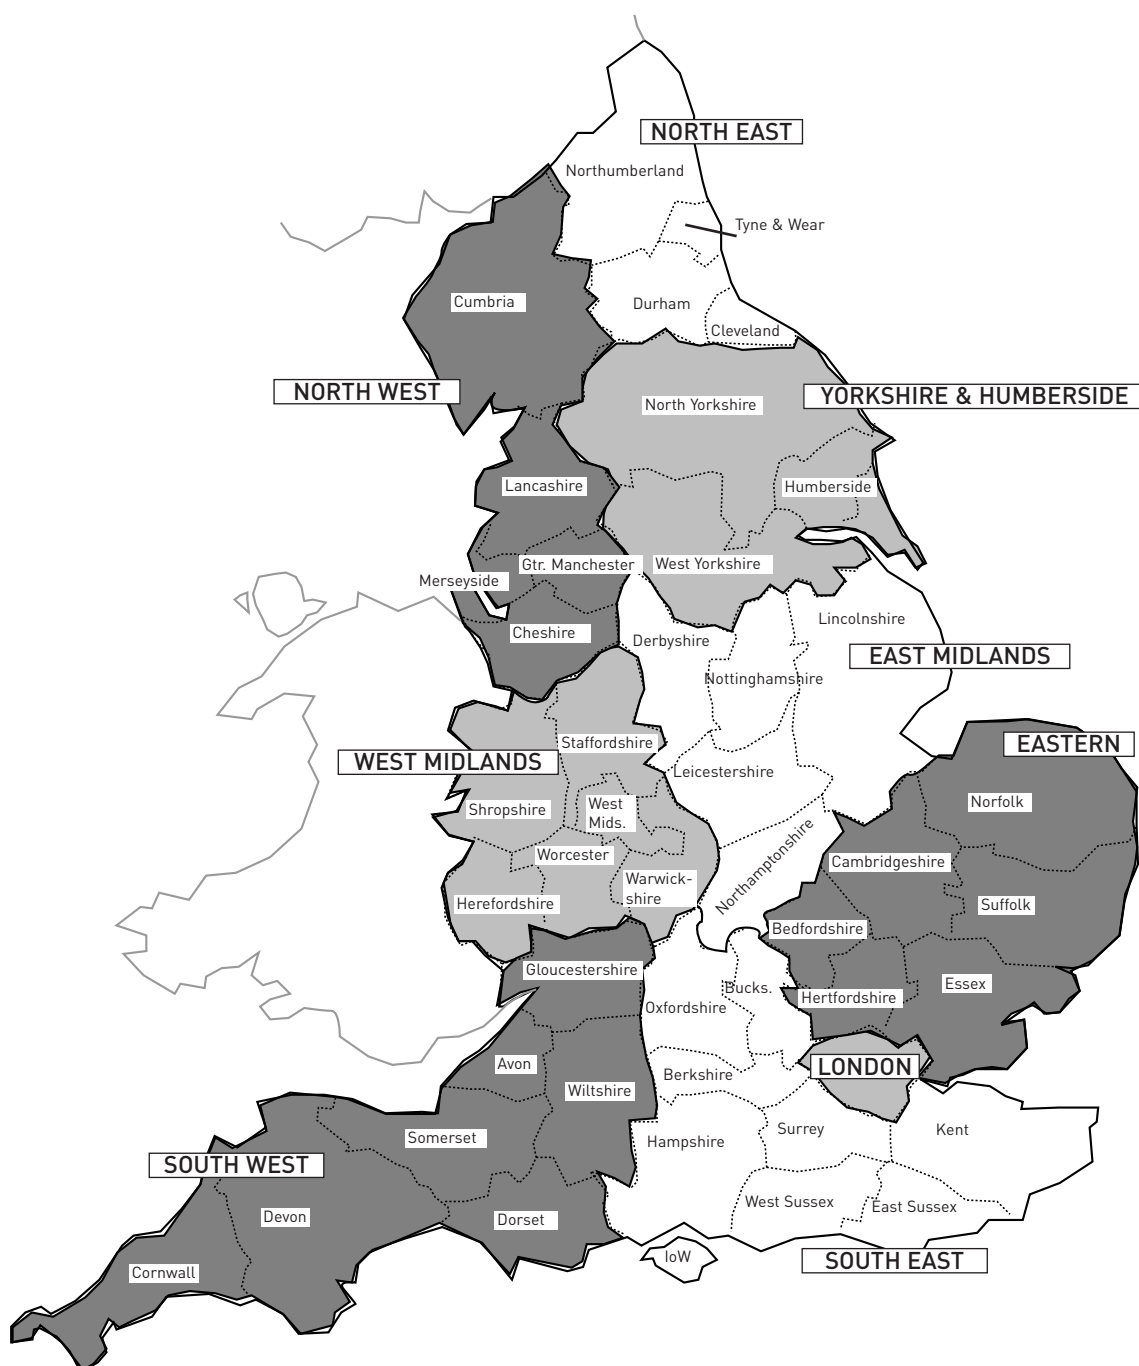 NORTH EAST
Northumberland
Tyne & Wear
Cumbria
Durham
Cleveland
NORTH WEST
YORKSHIRE & HUMBERSIDE
North Yorkshire
Lancashire
Humberside
Gtr. Manchester
West Yorkshire
Merseyside
Lincolnshire
Cheshire
Derbyshire
EAST MIDLANDS
Nottinghamshire
Staffordshire
EASTERN
WEST MIDLANDS
Leicestershire
Norfolk
Shropshire
West
Mids.
Worcester
Northamptonshire
Cambridgeshire
Warwick-
shire
Herefordshire
Suffolk
Bedfordshire
Gloucestershire
Bucks.
Essex
Oxfordshire
Hertfordshire
Avon
Berkshire
LONDON
Wiltshire
Somerset
Hampshire
Surrey
Kent
SOUTH WEST
West Sussex
East Sussex
Devon
Dorset
IoW
SOUTH EAST
Cornwall